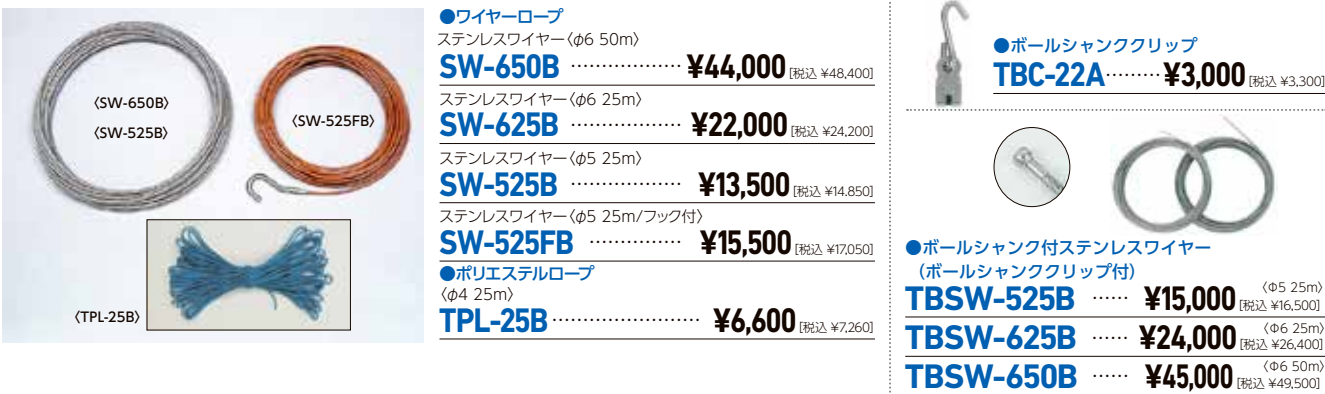 〈SW-650B〉
〈SW-525B〉
〈SW-525FB〉
〈TPL-25B〉
●ワイヤーロープ
ステンレスワイヤー〈φ6 50m〉
SW-650B ………………… ¥44,000 [税込 ¥48,400]
ステンレスワイヤー〈φ6 25m〉
SW-625B ………………… ¥22,000 [税込 ¥24,200]
ステンレスワイヤー〈φ5 25m〉
SW-525B ………………… ¥13,500 [税込 ¥14.850]
ステンレスワイヤー〈φ5 25m/フック付〉
SW-525FB …………… ¥15,500 [税込 ¥17,050]
●ポリエステルロープ
〈φ4 25m〉
TPL-25B ……………………… ¥6,600 [税込 ¥7,260]
●ボールシャンククリップ
TBC-22A ……… ¥3,000 [税込 ¥3,300]
●ボールシャンク付ステンレスワイヤー
（ボールシャンククリップ付）
TBSW-525B …… ¥15,000 〈Φ5 25m〉 [税込 ¥16,500]
TBSW-625B …… ¥24,000 〈Φ6 25m〉 [税込 ¥26,400]
TBSW-650B …… ¥45,000 〈Φ6 50m〉 [税込 ¥49,500]